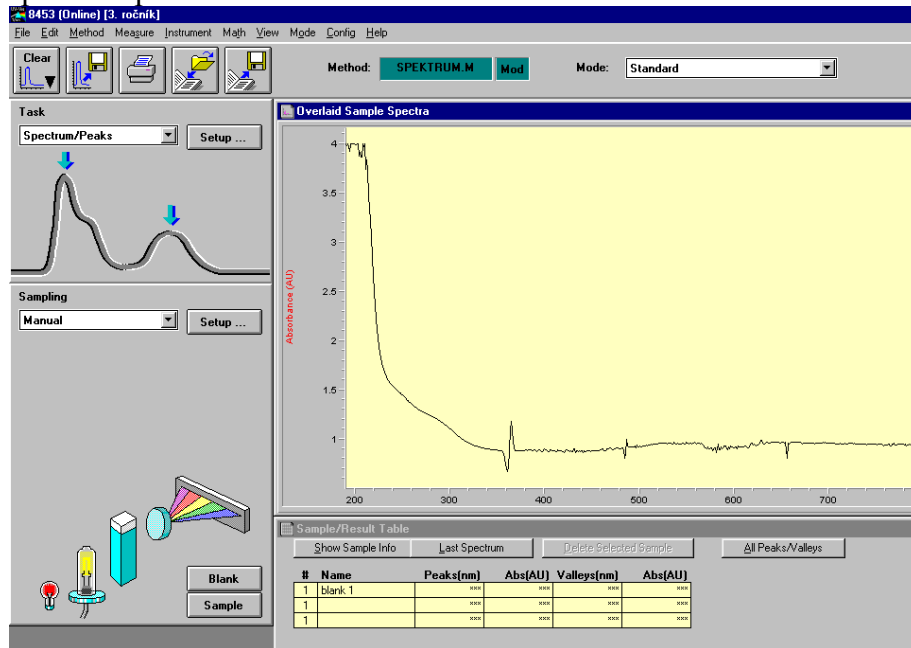 8453 (Online) [3. ročník]
File Edit Method Measure Instrument Math View Mode Config Help
Clear
Method: SPEKTRUM.M Mod Mode: Standard
Task
Spectrum/Peaks Setup ...
Sampling
Manual Setup ...
Blank
Sample
Overlaid Sample Spectra
Absorbance (AU)
4
3.5
3
2.5
2
1.5
1
200 300 400 500 600 700
Sample/Result Table
Show Sample Info Last Spectrum Delete Selected Sample All Peaks/Valleys
# Name Peaks(nm) Abs(AU) Valleys(nm) Abs(AU)
1 blank 1 *** *** *** ***
1 *** *** *** ***
1 *** *** *** ***